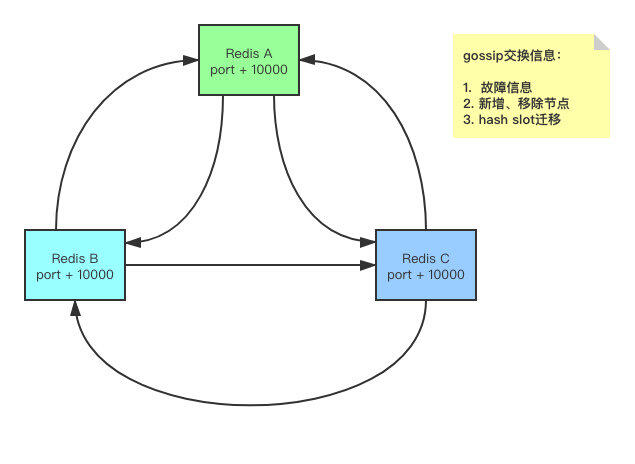 Redis A
port + 10000
gossip交换信息：
1. 故障信息
2. 新增、移除节点
3. hash slot迁移
Redis B
port + 10000
Redis C
port + 10000